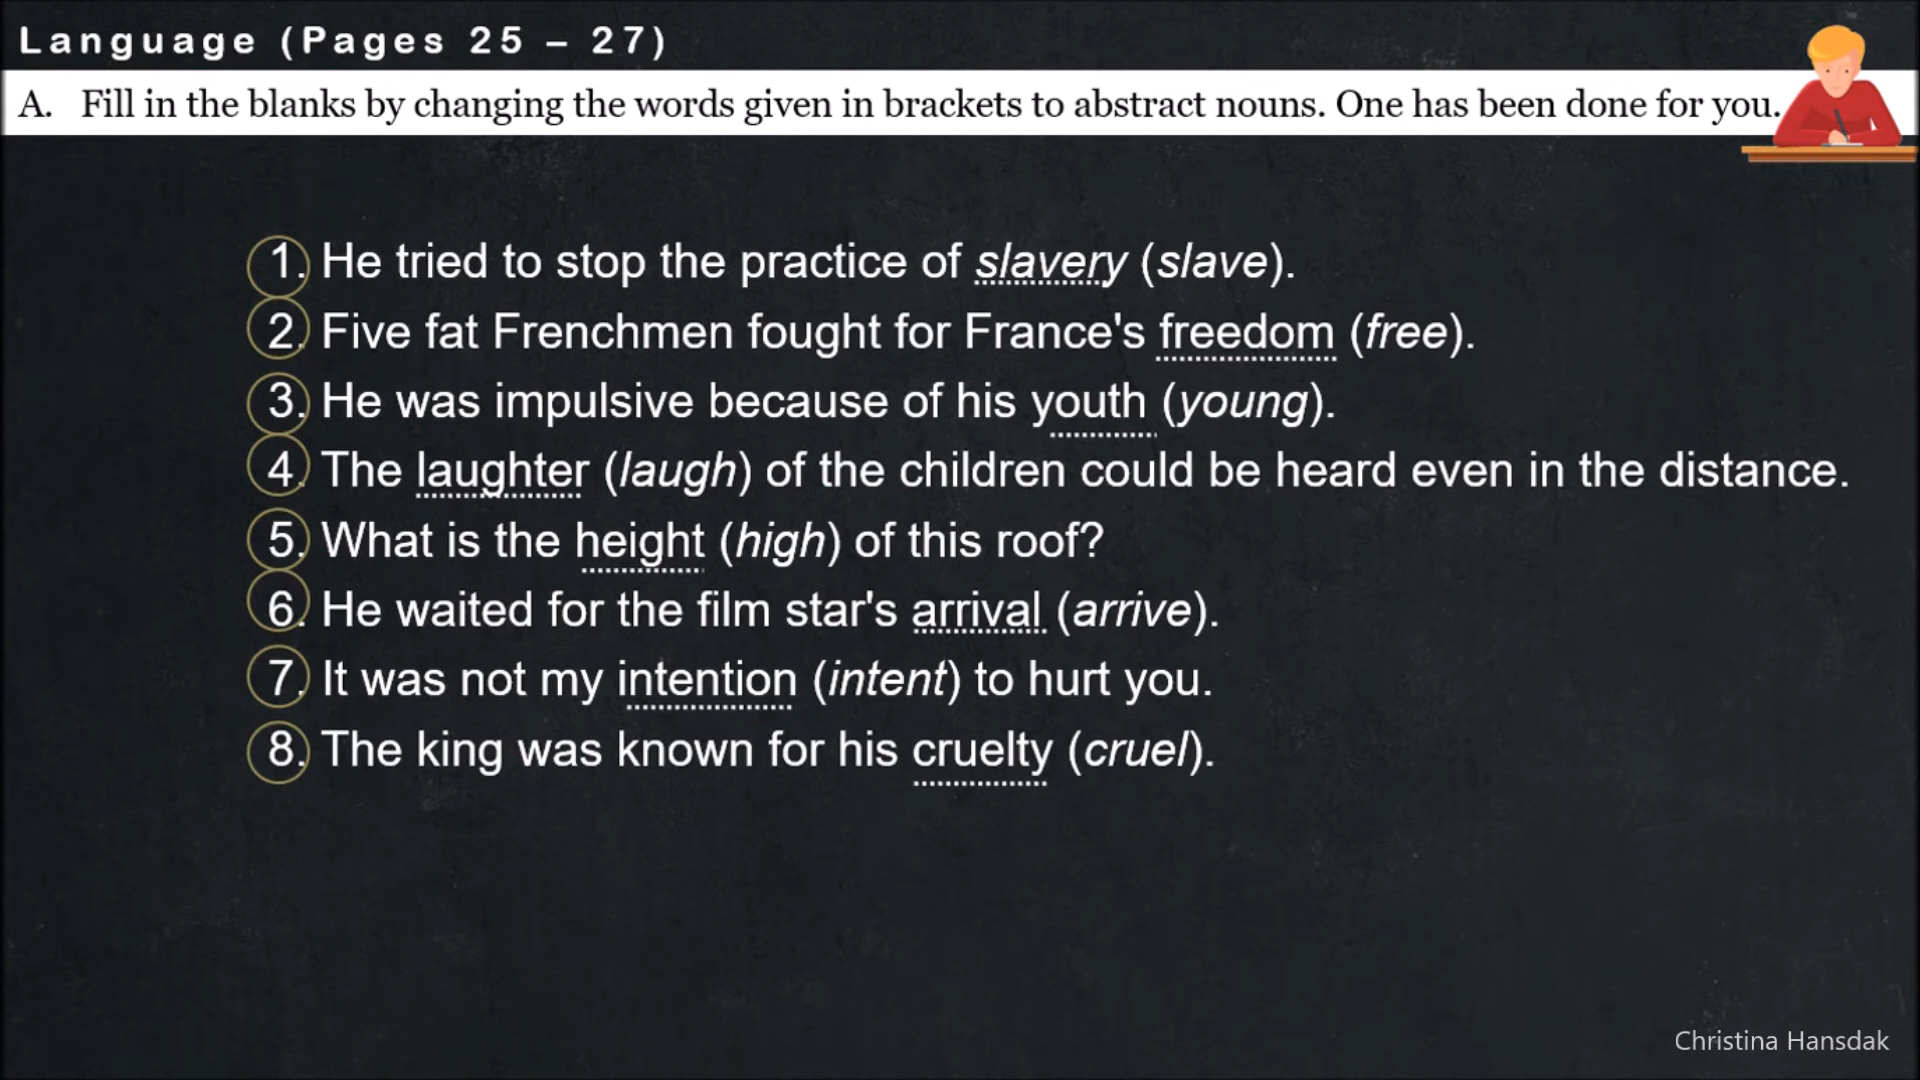 Language (Pages 25 – 27)
A. Fill in the blanks by changing the words given in brackets to abstract nouns. One has been done for you.
1. He tried to stop the practice of slavery (slave).
2. Five fat Frenchmen fought for France's freedom (free).
3. He was impulsive because of his youth (young).
4. The laughter (laugh) of the children could be heard even in the distance.
5. What is the height (high) of this roof?
6. He waited for the film star's arrival (arrive).
7. It was not my intention (intent) to hurt you.
8. The king was known for his cruelty (cruel).
Christina Hansdak